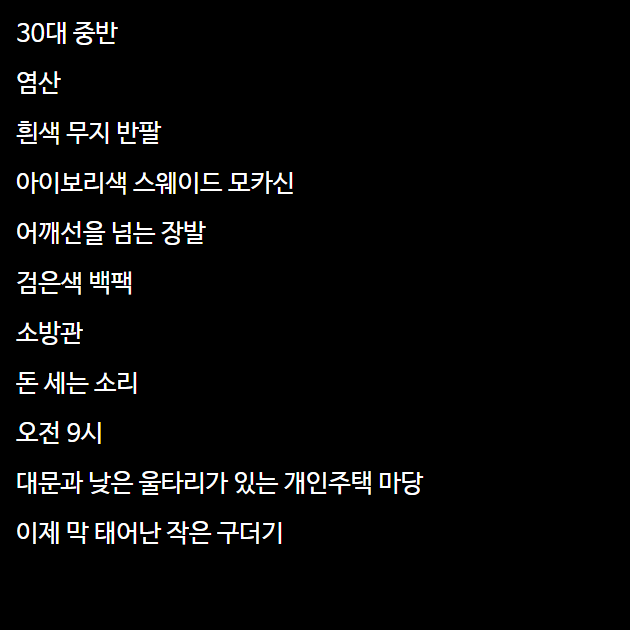 30대 중반
염산
흰색 무지 반팔
아이보리색 스웨이드 모카신
어깨선을 넘는 장발
검은색 백팩
소방관
돈 세는 소리
오전 9시
대문과 낮은 울타리가 있는 개인주택 마당
이제 막 태어난 작은 구더기